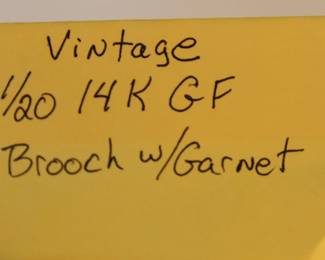 Vintage
1/20 14K GF
Brooch w/Garnet